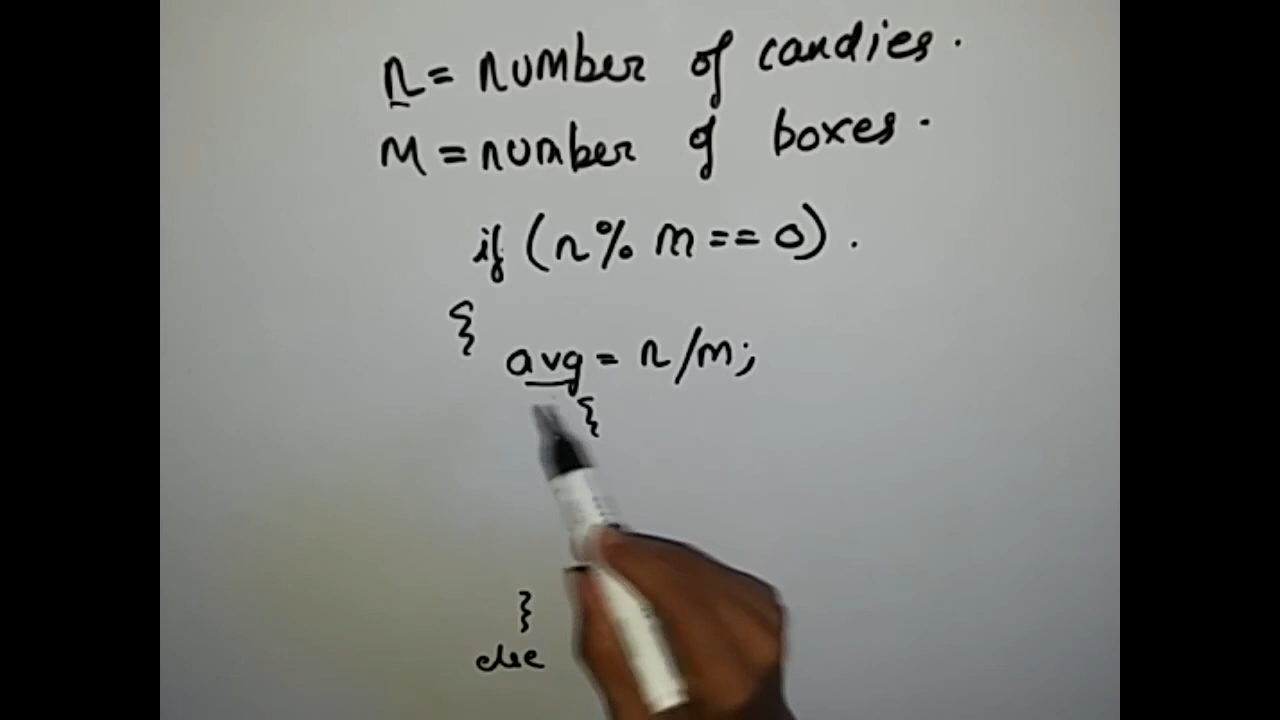 n = number of candies.
M = number of boxes.
if (n % m == 0).
{
avg = n/m;
{
}
else